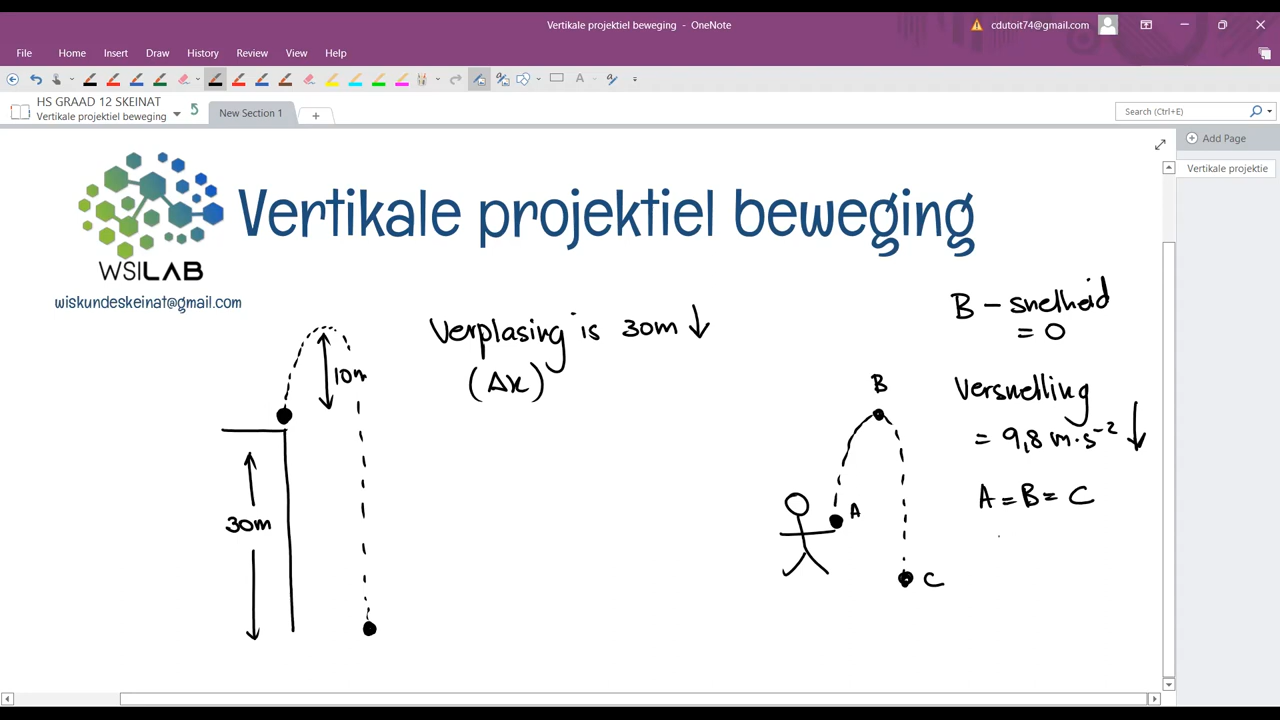 Vertikale projektiel beweging - OneNote
cdutoit74@gmail.com
File Home Insert Draw History Review View Help
HS GRAAD 12 SKEINAT
Vertikale projektiel beweging
New Section 1
Search (Ctrl+E)
Add Page
Vertikale projektie
Vertikale projektiel beweging
WSILAB
wiskundeskeinat@gmail.com
Verplasing is 30m ↓
(Δx)
10m
30m
B - snelheid
= 0
Versnelling
= 9,8 m·s⁻² ↓
A = B = C
B
A
C